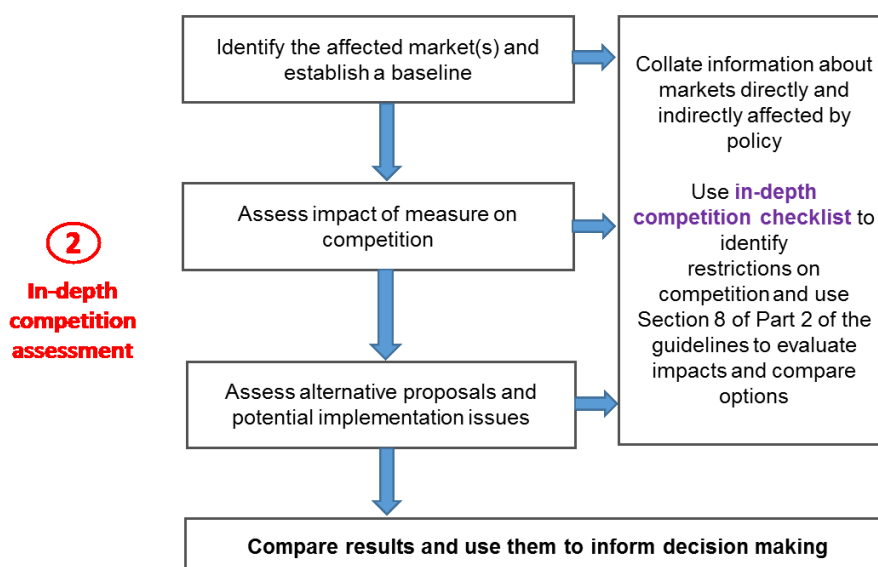 Identify the affected market(s) and
establish a baseline
Collate information about
markets directly and
indirectly affected by
policy
Use in-depth
competition checklist to
identify
restrictions on
competition and use
Section 8 of Part 2 of the
guidelines to evaluate
impacts and compare
options
Assess impact of measure on
competition
2
In-depth
competition
assessment
Assess alternative proposals and
potential implementation issues
Compare results and use them to inform decision making